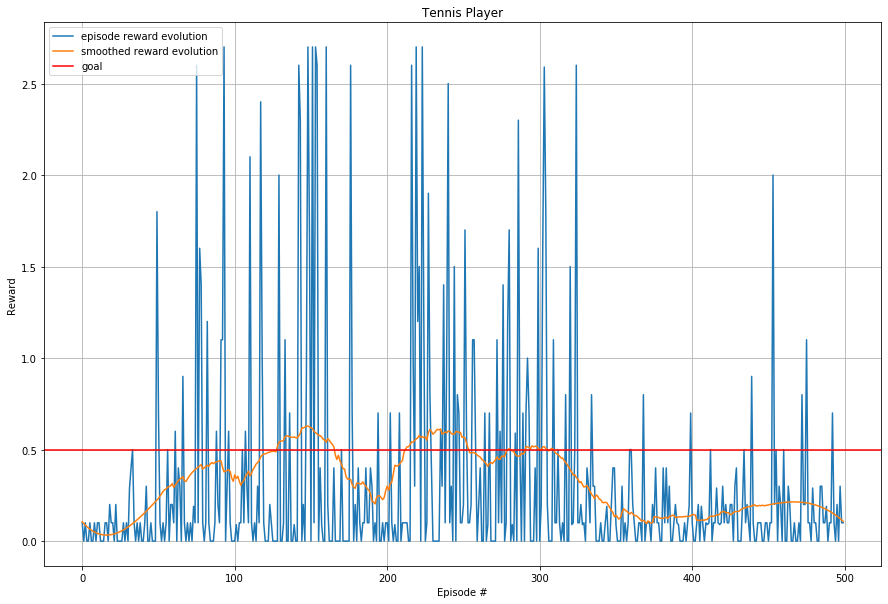 Tennis Player
episode reward evolution
smoothed reward evolution
goal
2.5
2.0
1.5
1.0
0.5
0.0
Reward
0 100 200 300 400 500
Episode #